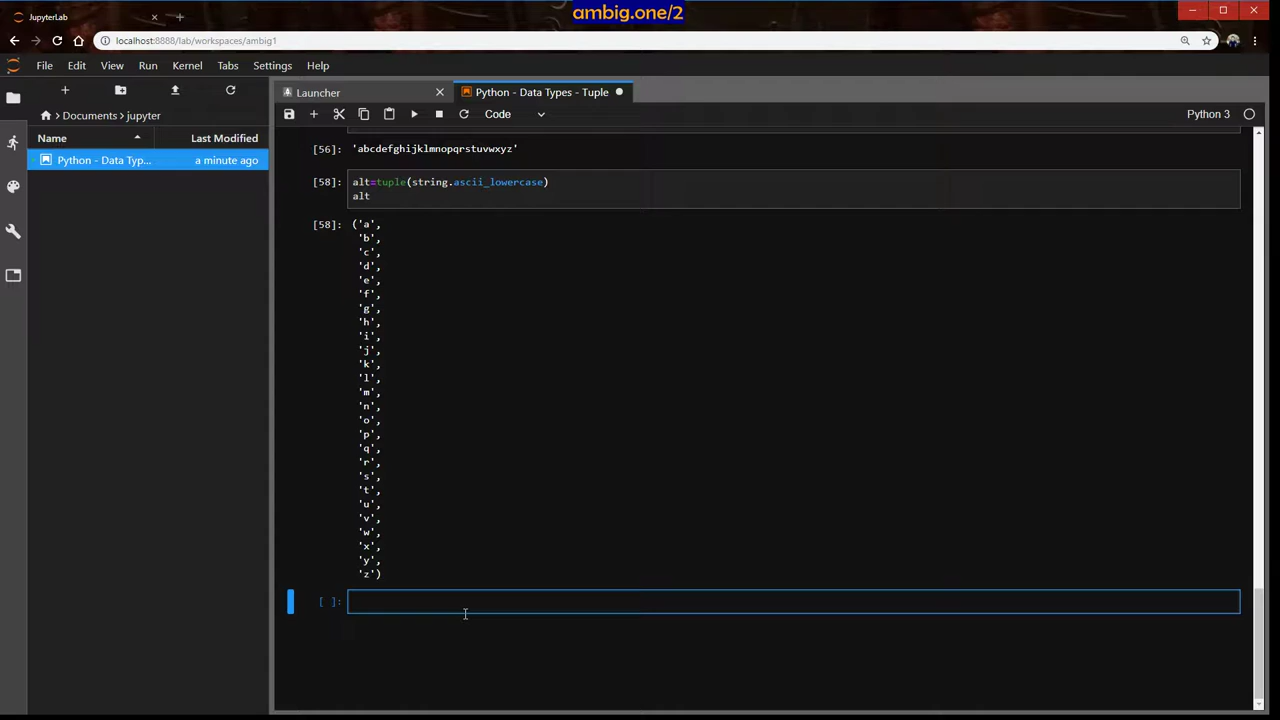 ambig.one/2
JupyterLab
localhost:8888/lab/workspaces/ambig1
File Edit View Run Kernel Tabs Settings Help
Launcher
Python - Data Types - Tuple
Documents > jupyter
Code
Python 3
Name Last Modified
Python - Data Typ... a minute ago
[56]: 'abcdefghijklmnopqrstuvwxyz'
[58]: alt=tuple(string.ascii_lowercase)
alt
[58]: ('a',
'b',
'c',
'd',
'e',
'f',
'g',
'h',
'i',
'j',
'k',
'l',
'm',
'n',
'o',
'p',
'q',
'r',
's',
't',
'u',
'v',
'w',
'x',
'y',
'z')
[ ]: